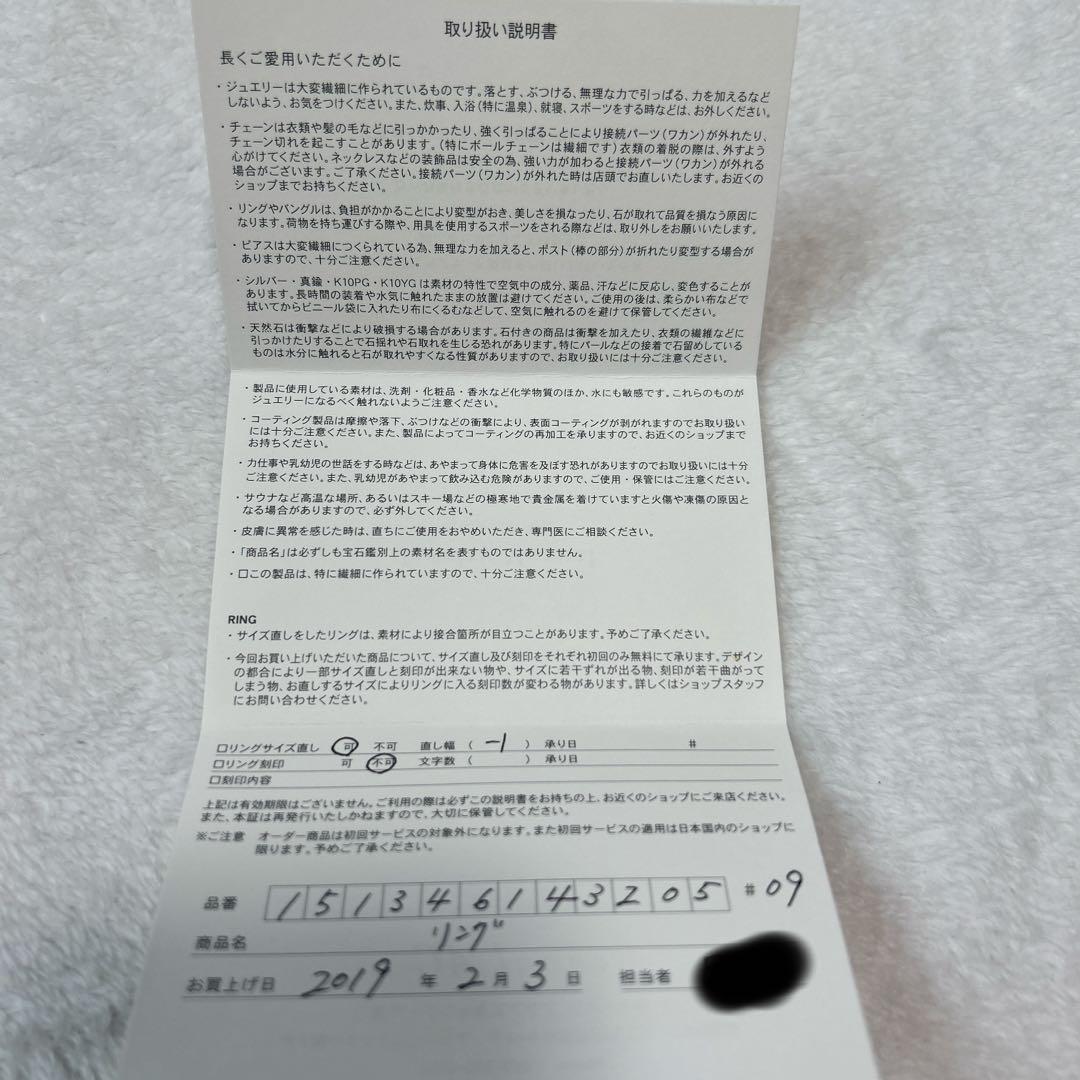 取り扱い説明書
長くご愛用いただくために
・ジュエリーは大変繊細に作られているものです。落とす、ぶつける、無理な力で引っぱる、力を加えるなど
しないよう、お気をつけください。また、炊事、入浴(特に温泉)、就寝、スポーツをする時などは、お外しください。
・チェーンは衣類や髪の毛などに引っかかったり、強く引っぱることにより接続パーツ(ワカン)が外れたり、
チェーン切れを起こすことがあります。(特にボールチェーンは繊細です)衣類の着脱の際は、外すよう
心がけてください。ネックレスなどの装飾品は安全の為、強い力が加わると接続パーツ(ワカン)が外れる
場合がございます。ご了承ください。接続パーツ(ワカン)が外れた時は店頭でお直しいたします。お近くの
ショップまでお持ちください。
・リングやバングルは、負担がかかることにより変型がおき、美しさを損なったり、石が取れて品質を損なう原因に
なります。荷物を持ち運びする際や、用具を使用するスポーツをされる際などは、取り外しをお願いいたします。
・ピアスは大変繊細につくられている為、無理な力を加えると、ポスト(棒の部分)が折れたり変型する場合が
ありますので、十分ご注意ください。
・シルバー・真鍮・K10PG・K10YGは素材の特性で空気中の成分、薬品、汗などに反応し、変色することが
あります。長時間の装着や水気に触れたままの放置は避けてください。ご使用の後は、柔らかい布などで
拭いてからビニール袋に入れたり布にくるむなどして、空気に触れるのを避けて保管してください。
・天然石は衝撃などにより破損する場合があります。石付きの商品は衝撃を加えたり、衣類の繊維などに
引っかけたりすることで石揺れや石取れを生じる恐れがあります。特にパールなどの接着で石留めしている
ものは水分に触れると石が取れやすくなる性質がありますので、お取り扱いには十分ご注意ください。
・製品に使用している素材は、洗剤・化粧品・香水など化学物質のほか、水にも敏感です。これらのものが
ジュエリーになるべく触れないようご注意ください。
・コーティング製品は摩擦や落下、ぶつけなどの衝撃により、表面コーティングが剥がれますのでお取り扱い
には十分ご注意ください。また、製品によってコーティングの再加工を承りますので、お近くのショップまで
お持ちください。
・力仕事や乳幼児の世話をする時などは、あやまって身体に危害を及ぼす恐れがありますのでお取り扱いには十分
ご注意ください。また、乳幼児があやまって飲み込む危険がありますので、ご使用・保管にはご注意ください。
・サウナなど高温な場所、あるいはスキー場などの極寒地で貴金属を着けていますと火傷や凍傷の原因と
なる場合がありますので、必ず外してください。
・皮膚に異常を感じた時は、直ちにご使用をおやめいただき、専門医にご相談ください。
・「商品名」は必ずしも宝石鑑別上の素材名を表すものではありません。
・□この製品は、特に繊細に作られていますので、十分ご注意ください。
RING
・サイズ直しをしたリングは、素材により接合箇所が目立つことがあります。予めご了承ください。
・今回お買い上げいただいた商品について、サイズ直し及び刻印をそれぞれ初回のみ無料にて承ります。デザイン
の都合により一部サイズ直しと刻印が出来ない物や、サイズに若干ずれが出る物、刻印が若干曲がって
しまう物、お直しするサイズによりリングに入る刻印数が変わる物があります。詳しくはショップスタッフ
にお問い合わせください。
□リングサイズ直し 可 不可 直し幅 ( -1 ) 承り日 #
□リング刻印 可 不可 文字数 ( ) 承り日
□刻印内容
上記は有効期限はございません。ご利用の際は必ずこの説明書をお持ちの上、お近くのショップにご来店ください。
また、本証は再発行いたしかねますので、大切に保管してください。
※ご注意 オーダー商品は初回サービスの対象外になります。また初回サービスの適用は日本国内のショップに
限ります。予めご了承ください。
品番 151346143205 #09
商品名 リング
お買上げ日 2019 年 2 月 3 日 担当者